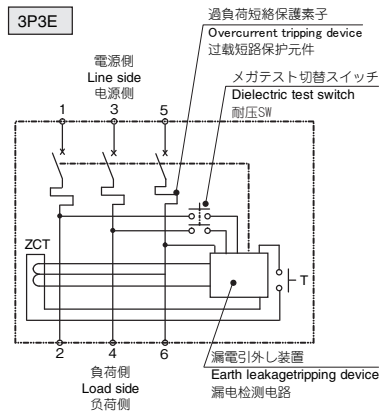 3P3E
過負荷短絡保護素子
Overcurrent tripping device
过载短路保护元件
電源側
Line side
电源侧
メガテスト切替スイッチ
Dielectric test switch
耐压SW
1 3 5
ZCT
T
2 4 6
負荷側
Load side
负荷侧
漏電引外し装置
Earth leakagetripping device
漏电检测电路